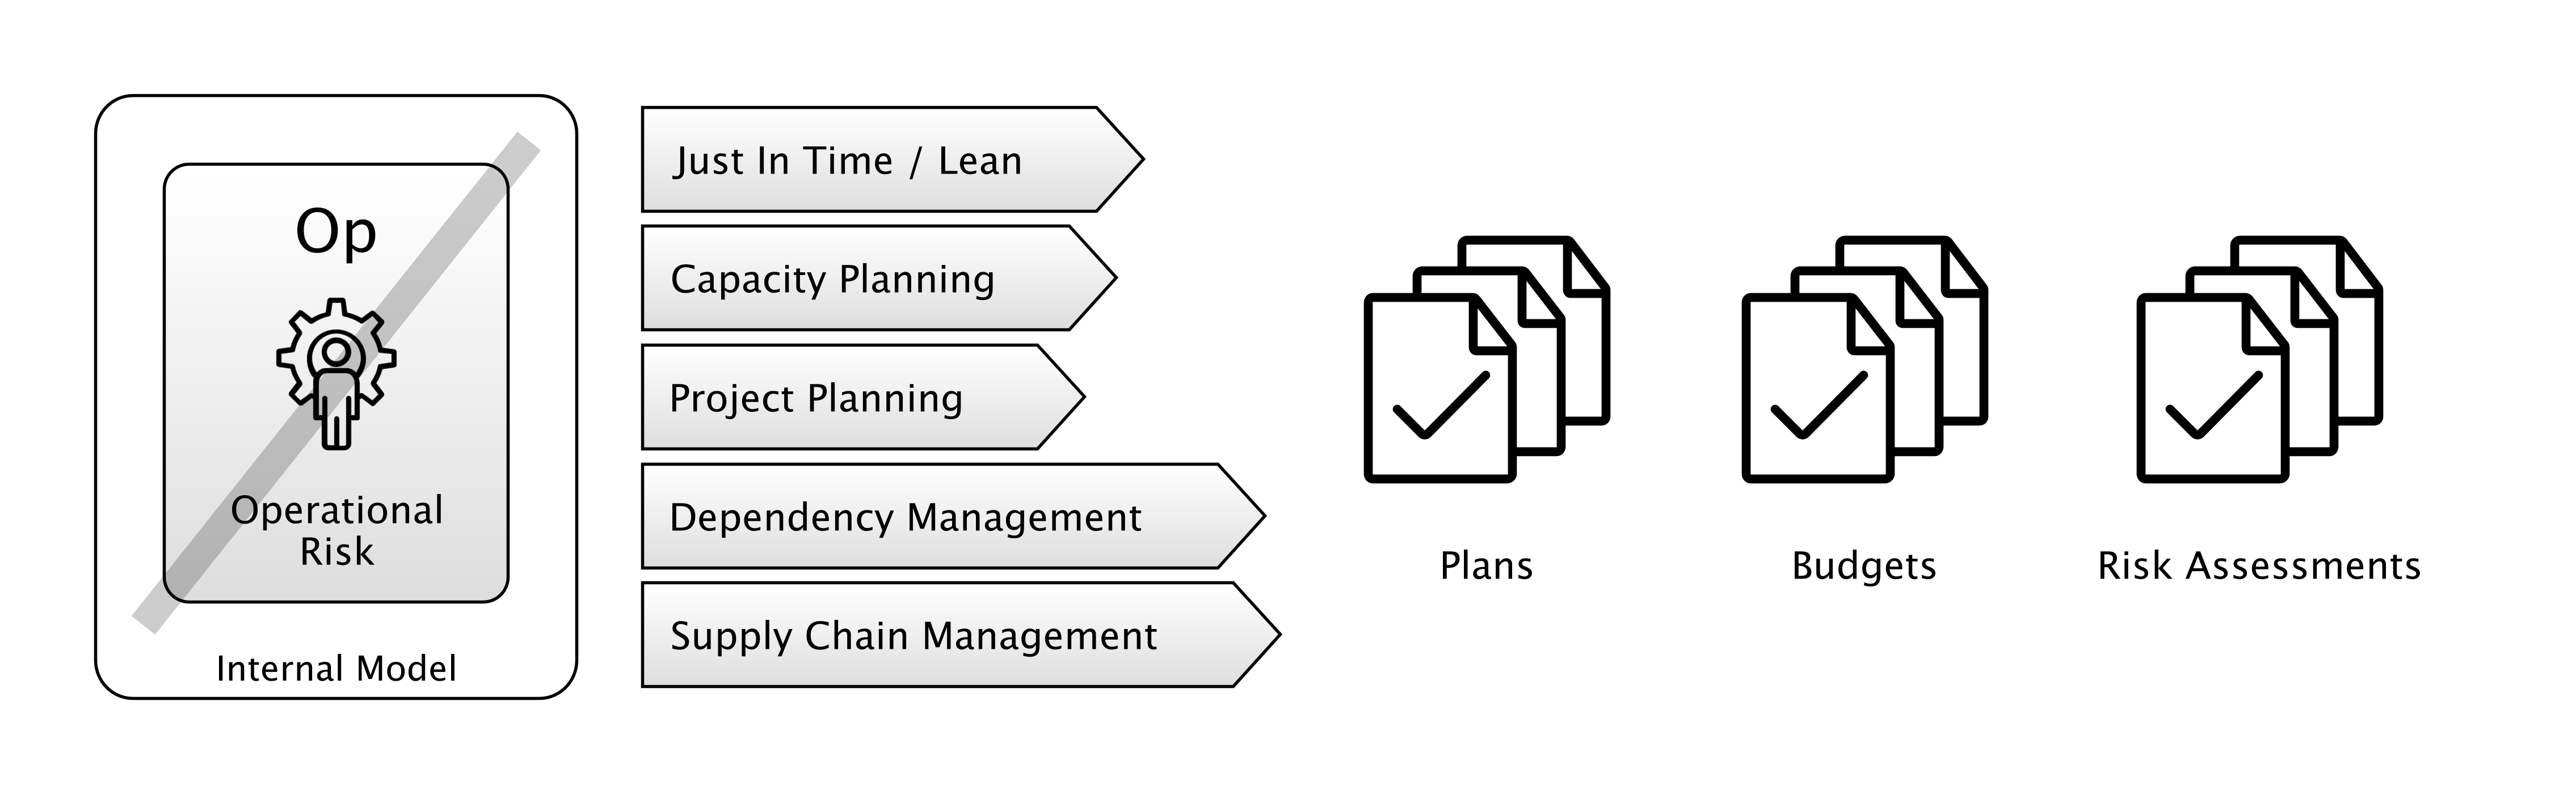 Op
Operational
Risk
Internal Model
Just In Time / Lean
Capacity Planning
Project Planning
Dependency Management
Supply Chain Management
Plans
Budgets
Risk Assessments